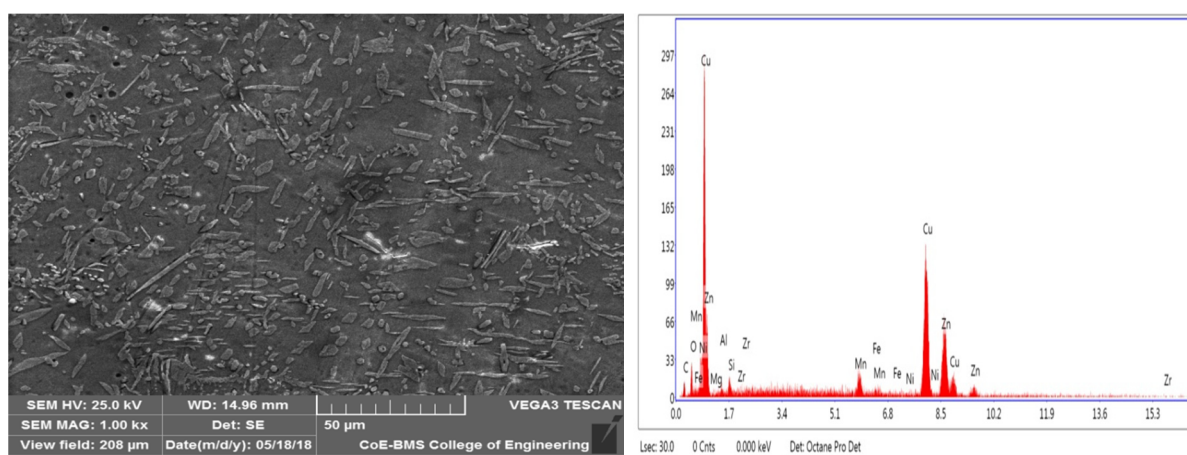 SEM HV: 25.0 kV WD: 14.96 mm VEGA3 TESCAN
SEM MAG: 1.00 kx Det: SE 50 µm
View field: 208 µm Date(m/d/y): 05/18/18 CoE-BMS College of Engineering
297
264
231
198
165
132
99
66
33
0
Cu
Zn
Mn
O
Ni
Al
Zr
C
Fe
Mg
Si
Zr
Mn
Fe
Mn
Fe
Ni
Cu
Ni
Zn
Cu
Zn
Zr
0.0 1.7 3.4 5.1 6.8 8.5 10.2 11.9 13.6 15.3
Lsec: 30.0 0 Cnts 0.000 keV Det: Octane Pro Det